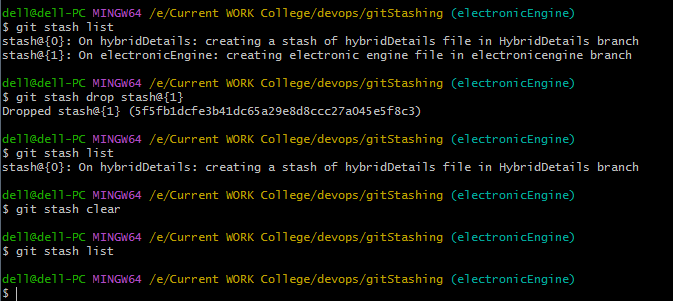 dell@dell-PC MINGW64 /e/Current WORK College/devops/gitStashing (electronicEngine)
$ git stash list
stash@{0}: On hybridDetails: creating a stash of hybridDetails file in HybridDetails branch
stash@{1}: On electronicEngine: creating electronic engine file in electronicengine branch
dell@dell-PC MINGW64 /e/Current WORK College/devops/gitStashing (electronicEngine)
$ git stash drop stash@{1}
Dropped stash@{1} (5f5fb1dcfe3b41dc65a29e8d8ccc27a045e5f8c3)
dell@dell-PC MINGW64 /e/Current WORK College/devops/gitStashing (electronicEngine)
$ git stash list
stash@{0}: On hybridDetails: creating a stash of hybridDetails file in HybridDetails branch
dell@dell-PC MINGW64 /e/Current WORK College/devops/gitStashing (electronicEngine)
$ git stash clear
dell@dell-PC MINGW64 /e/Current WORK College/devops/gitStashing (electronicEngine)
$ git stash list
dell@dell-PC MINGW64 /e/Current WORK College/devops/gitStashing (electronicEngine)
$